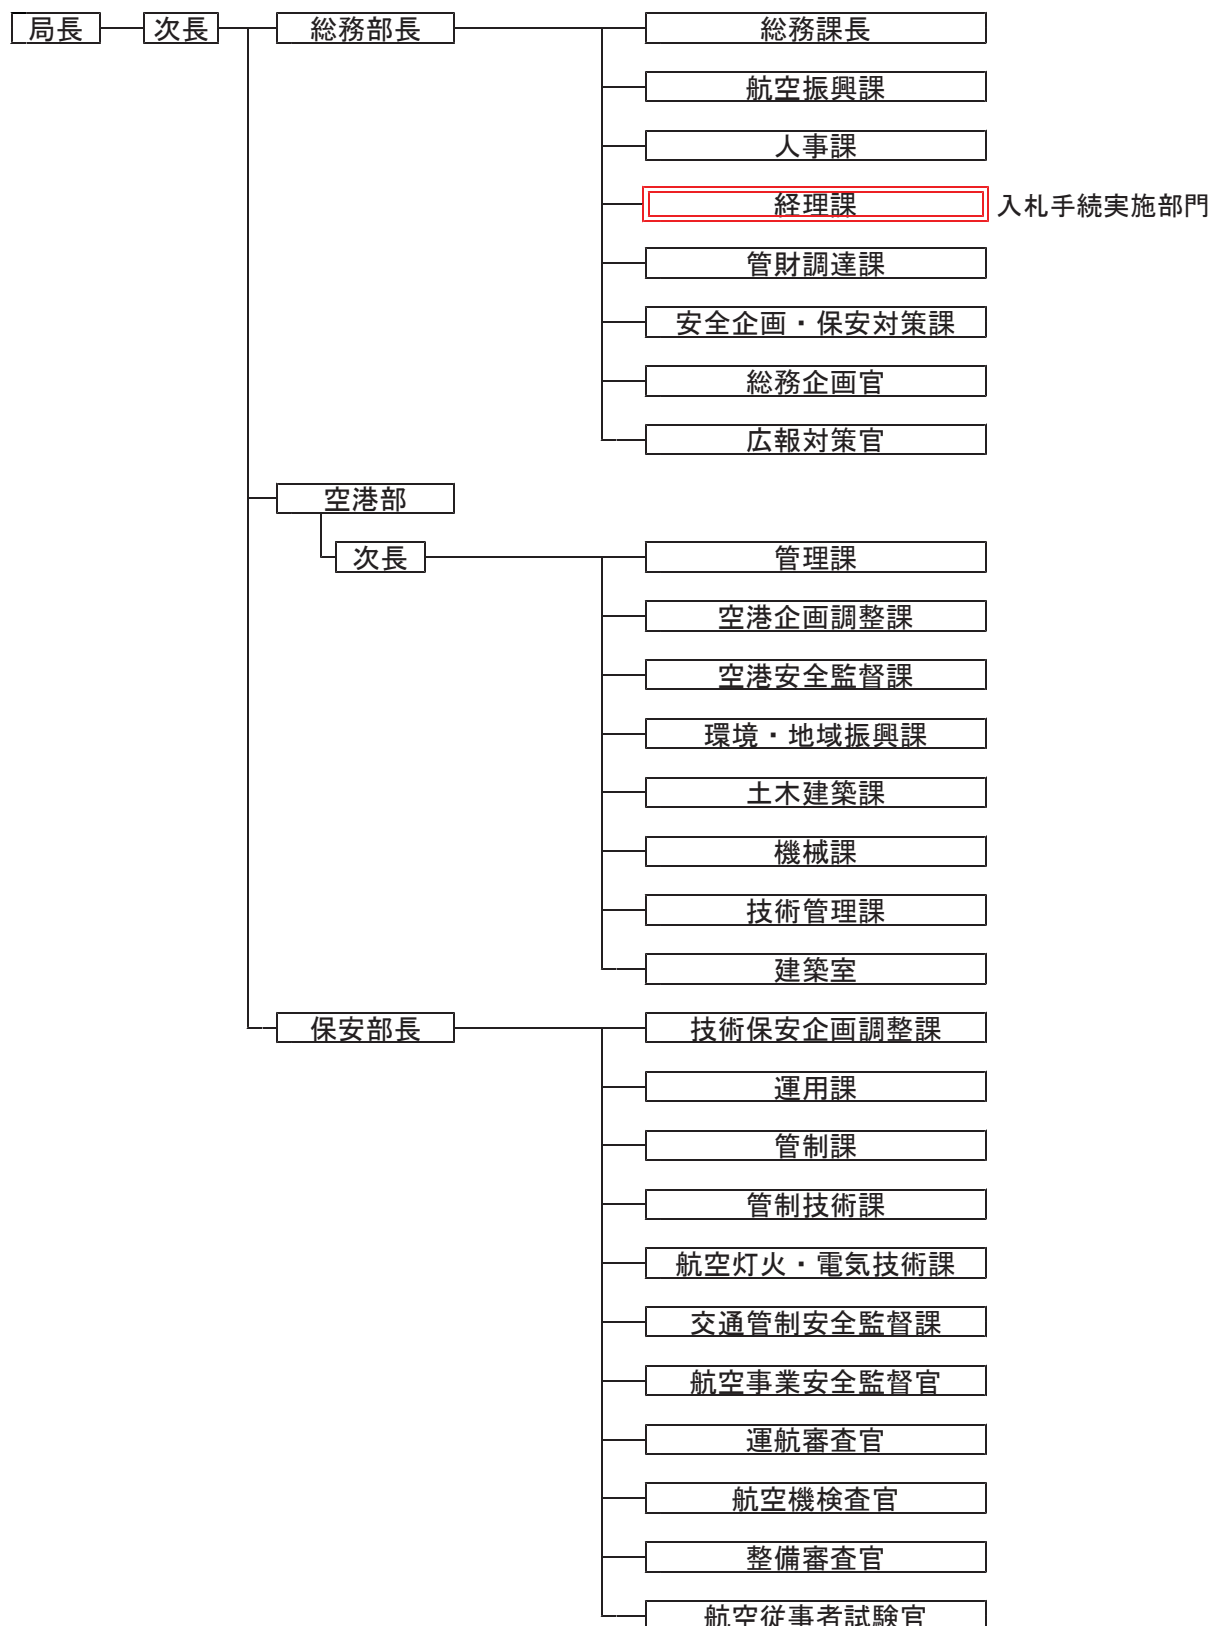 局長 次長 総務部長 総務課長
航空振興課
人事課
経理課 入札手続実施部門
管財調達課
安全企画・保安対策課
総務企画官
広報対策官
空港部
次長 管理課
空港企画調整課
空港安全監督課
環境・地域振興課
土木建築課
機械課
技術管理課
建築室
保安部長 技術保安企画調整課
運用課
管制課
管制技術課
航空灯火・電気技術課
交通管制安全監督課
航空事業安全監督官
運航審査官
航空機検査官
整備審査官
航空従事者試験官